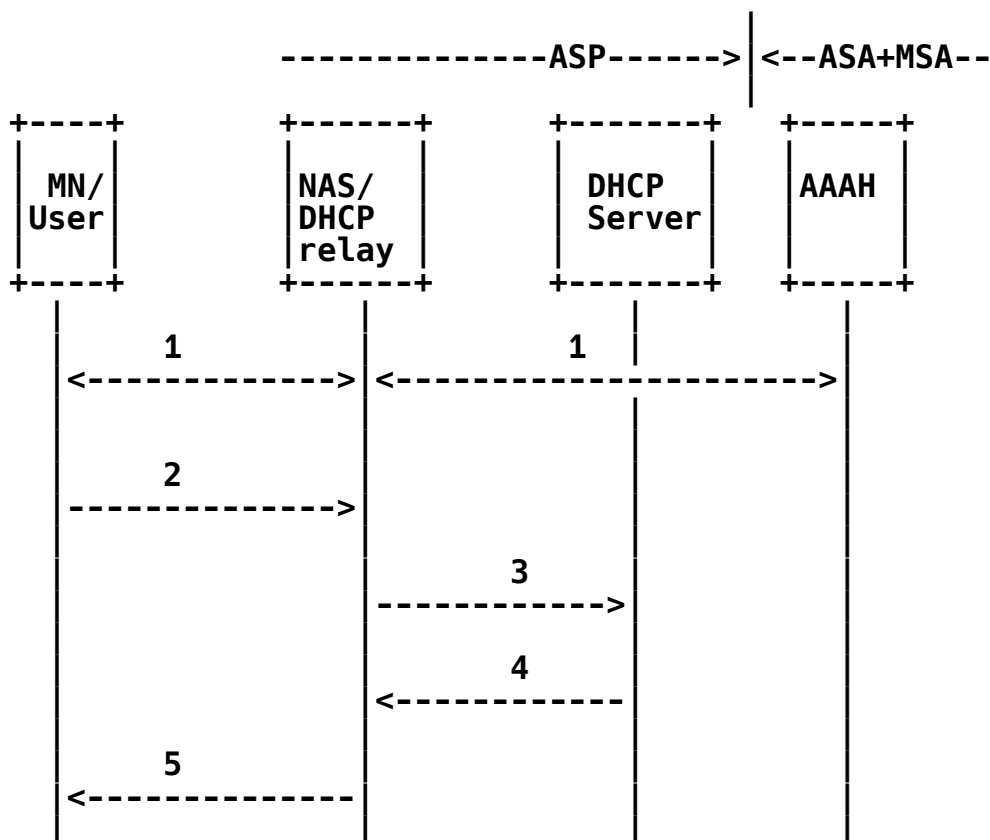 --------------ASP------>|<--ASA+MSA--
+----+ +------+ +-------+ +-----+
MN/ NAS/ DHCP AAAH
User DHCP Server
relay
+----+ +------+ +-------+ +-----+
1 1
<------------->|<----------------------->
2
-------------->
3
------------>
4
<------------
5
<--------------